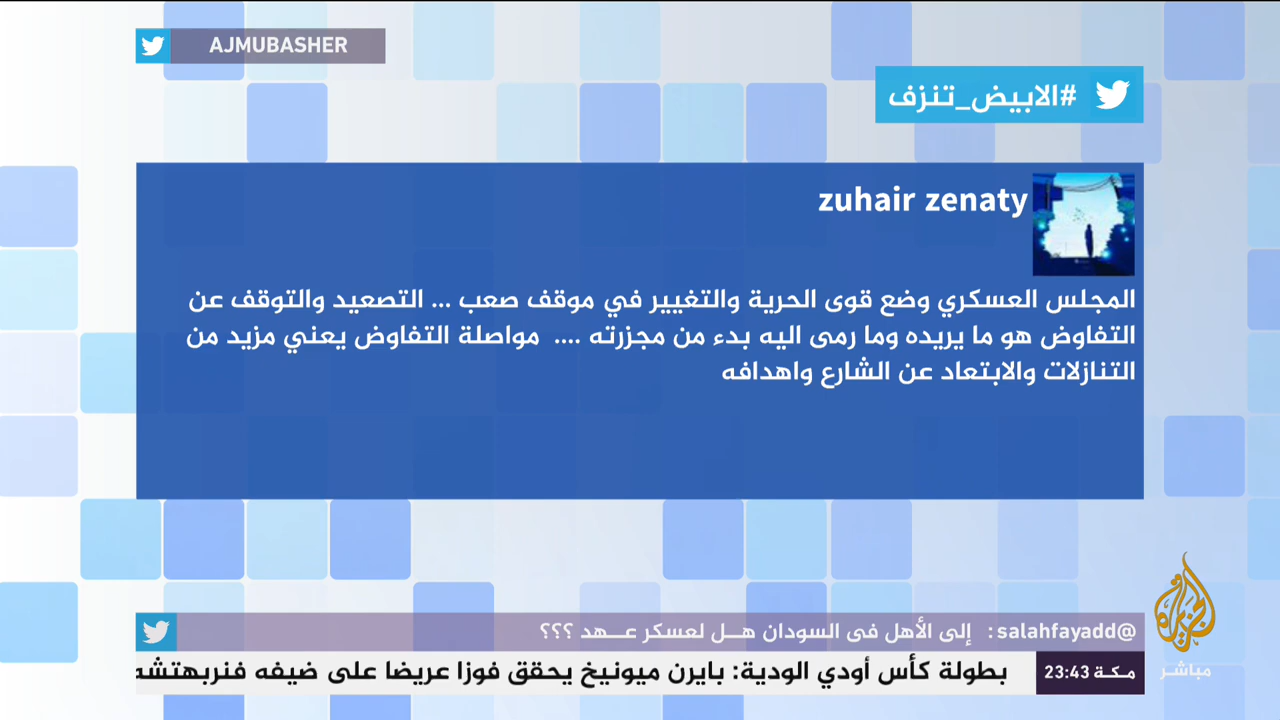 AJMUBASHER
#الابيض_تنزف
zuhair zenaty
المجلس العسكري وضع قوى الحرية والتغيير في موقف صعب ... التصعيد والتوقف عن
التفاوض هو ما يريده وما رمى اليه بدء من مجزرته .... مواصلة التفاوض يعني مزيد من
التنازلات والابتعاد عن الشارع واهدافه
@salahfayadd : إلى الأهل فى السودان هـــل لعسكر عـــهد ؟؟؟
مكة 23:43 بطولة كأس أودي الودية: بايرن ميونيخ يحقق فوزا عريضا على ضيفه فنربهتشه
الجزيرة
مباشر